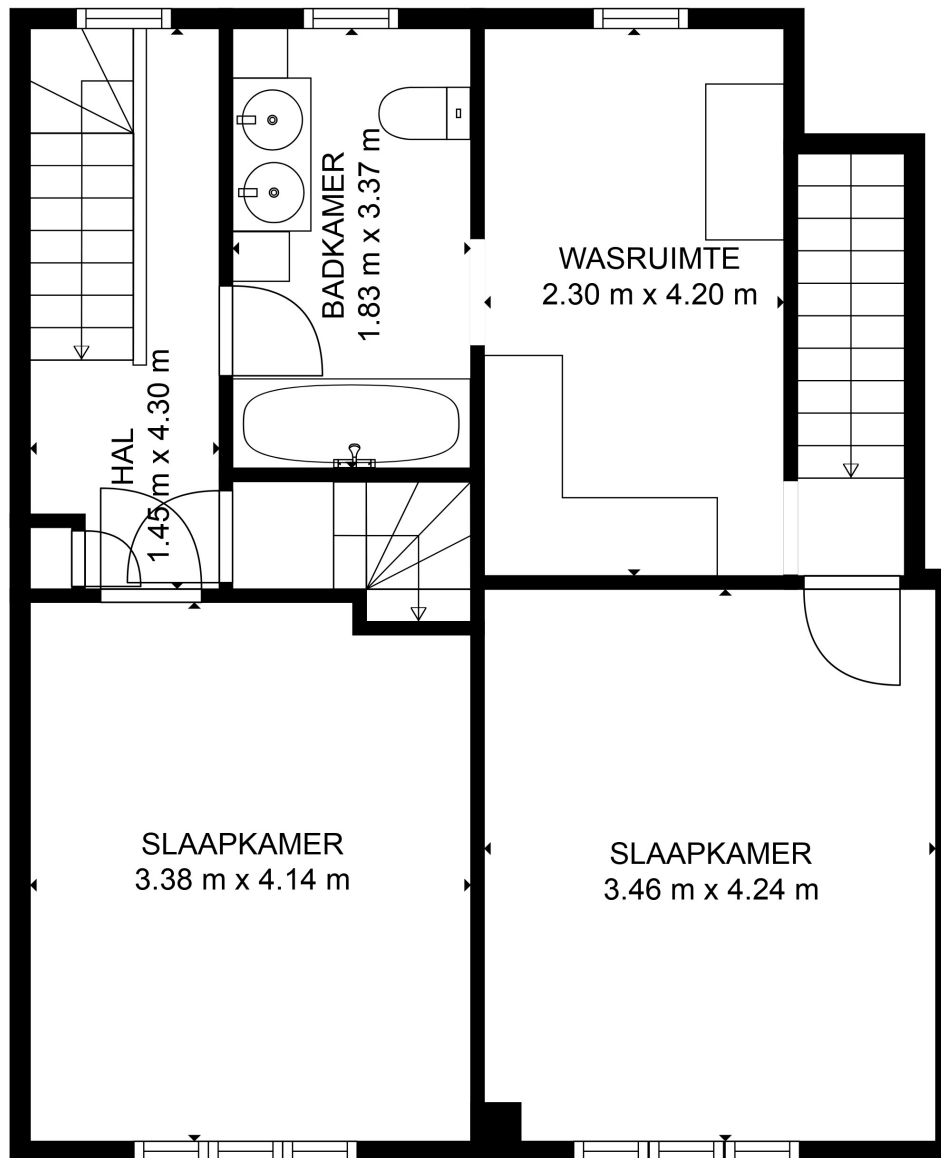 HAL
1.45 m x 4.30 m
BADKAMER
1.83 m x 3.37 m
WASRUIMTE
2.30 m x 4.20 m
SLAAPKAMER
3.38 m x 4.14 m
SLAAPKAMER
3.46 m x 4.24 m